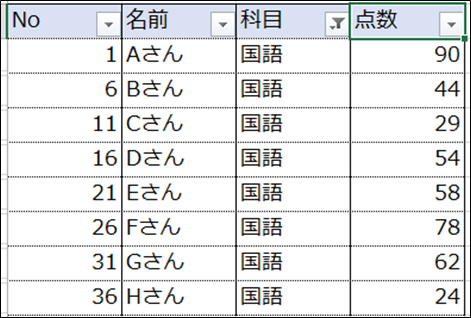 No 名前 科目 点数
1 Aさん 国語 90
6 Bさん 国語 44
11 Cさん 国語 29
16 Dさん 国語 54
21 Eさん 国語 58
26 Fさん 国語 78
31 Gさん 国語 62
36 Hさん 国語 24